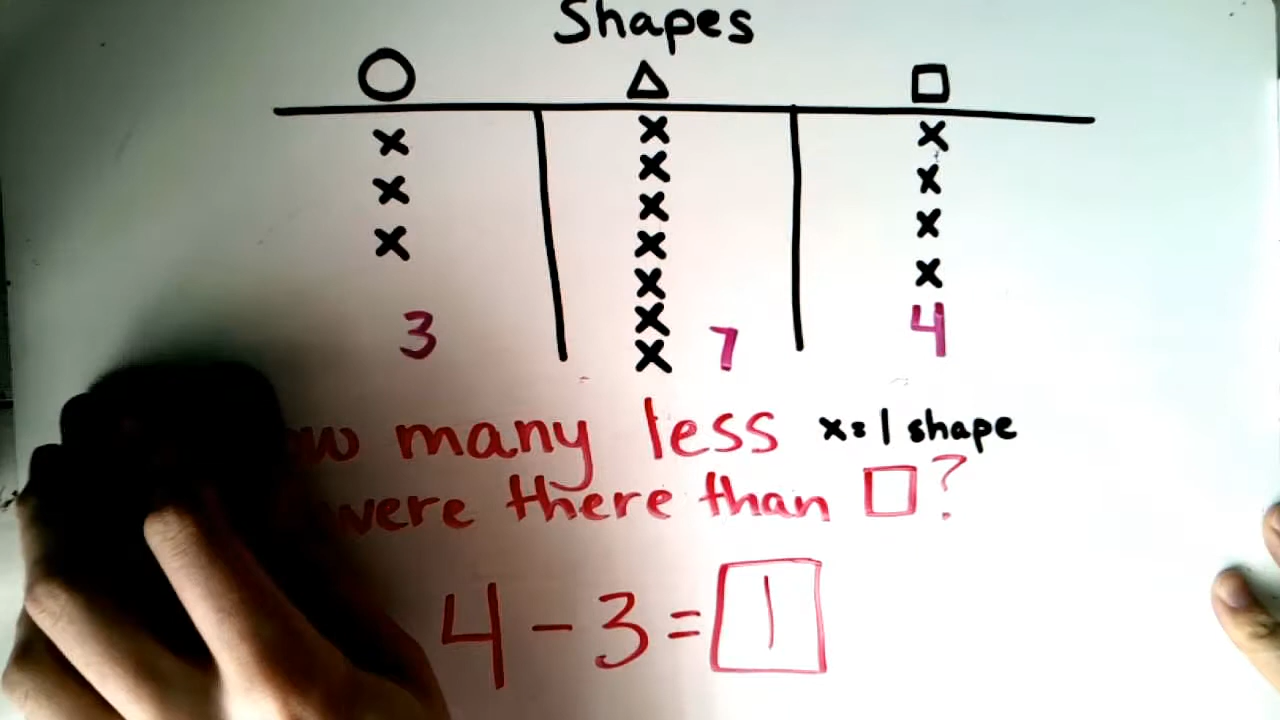 Shapes
x x x
x x x
x x x
x x x
x
x
x
3 7 4
many less x=1 shape
were there than □?
4 - 3 = 1